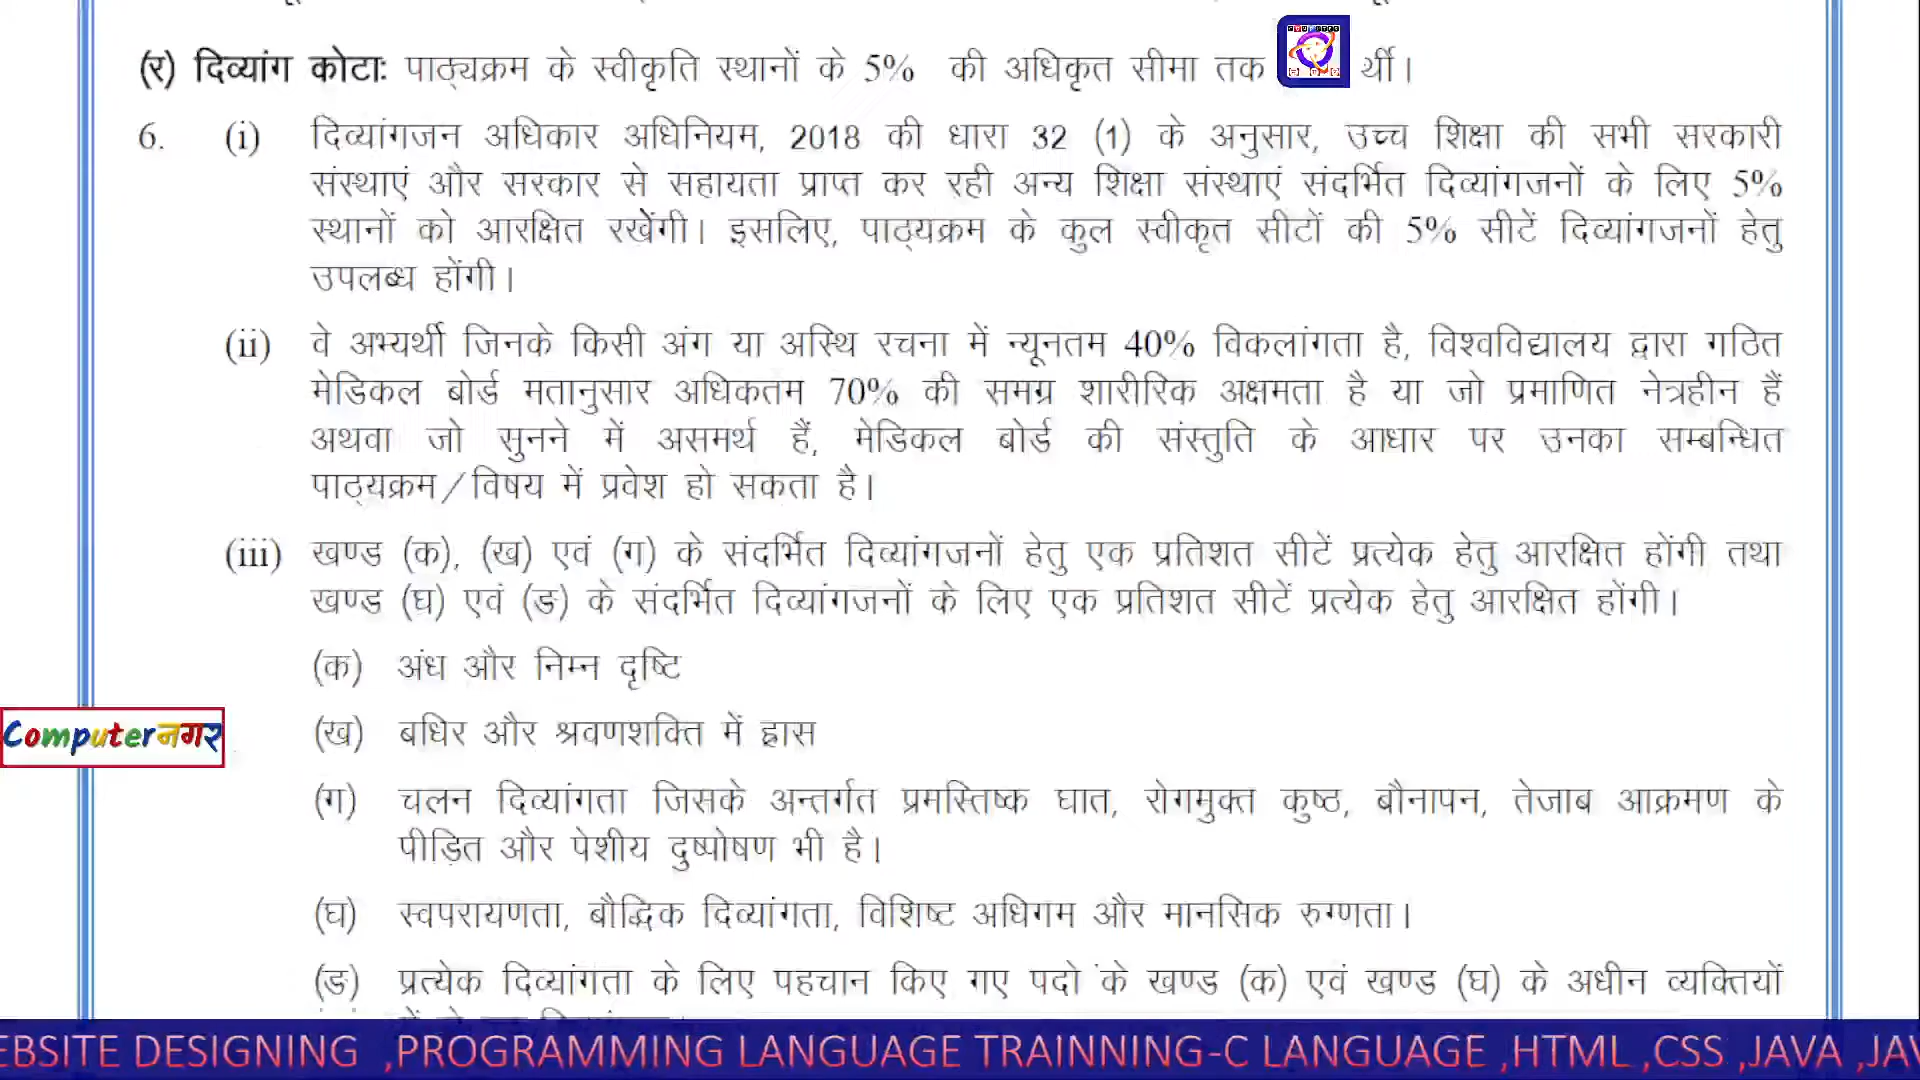 (र) दिव्यांग कोटाः पाठ्यक्रम के स्वीकृति स्थानों के 5% की अधिकृत सीमा तक र्थी।
6. (i) दिव्यांगजन अधिकार अधिनियम, 2018 की धारा 32 (1) के अनुसार, उच्च शिक्षा की सभी सरकारी
संस्थाएं और सरकार से सहायता प्राप्त कर रही अन्य शिक्षा संस्थाएं संदर्भित दिव्यांगजनों के लिए 5%
स्थानों को आरक्षित रखेंगी। इसलिए, पाठ्यक्रम के कुल स्वीकृत सीटों की 5% सीटें दिव्यांगजनों हेतु
उपलब्ध होंगी।
(ii) वे अभ्यर्थी जिनके किसी अंग या अस्थि रचना में न्यूनतम 40% विकलांगता है, विश्वविद्यालय द्वारा गठित
मेडिकल बोर्ड मतानुसार अधिकतम 70% की समग्र शारीरिक अक्षमता है या जो प्रमाणित नेत्रहीन हैं
अथवा जो सुनने में असमर्थ हैं, मेडिकल बोर्ड की संस्तुति के आधार पर उनका सम्बन्धित
पाठ्यक्रम/विषय में प्रवेश हो सकता है।
(iii) खण्ड (क), (ख) एवं (ग) के संदर्भित दिव्यांगजनों हेतु एक प्रतिशत सीटें प्रत्येक हेतु आरक्षित होंगी तथा
खण्ड (घ) एवं (ङ) के संदर्भित दिव्यांगजनों के लिए एक प्रतिशत सीटें प्रत्येक हेतु आरक्षित होंगी।
(क) अंध और निम्न दृष्टि
Computerनगर
(ख) बधिर और श्रवणशक्ति में ह्रास
(ग) चलन दिव्यांगता जिसके अन्तर्गत प्रमस्तिष्क घात, रोगमुक्त कुष्ठ, बौनापन, तेजाब आक्रमण के
पीड़ित और पेशीय दुष्पोषण भी है।
(घ) स्वपरायणता, बौद्धिक दिव्यांगता, विशिष्ट अधिगम और मानसिक रुग्णता।
(ङ) प्रत्येक दिव्यांगता के लिए पहचान किए गए पदों के खण्ड (क) एवं खण्ड (घ) के अधीन व्यक्तियों
EBSITE DESIGNING ,PROGRAMMING LANGUAGE TRAINNING-C LANGUAGE ,HTML ,CSS ,JAVA ,JAV